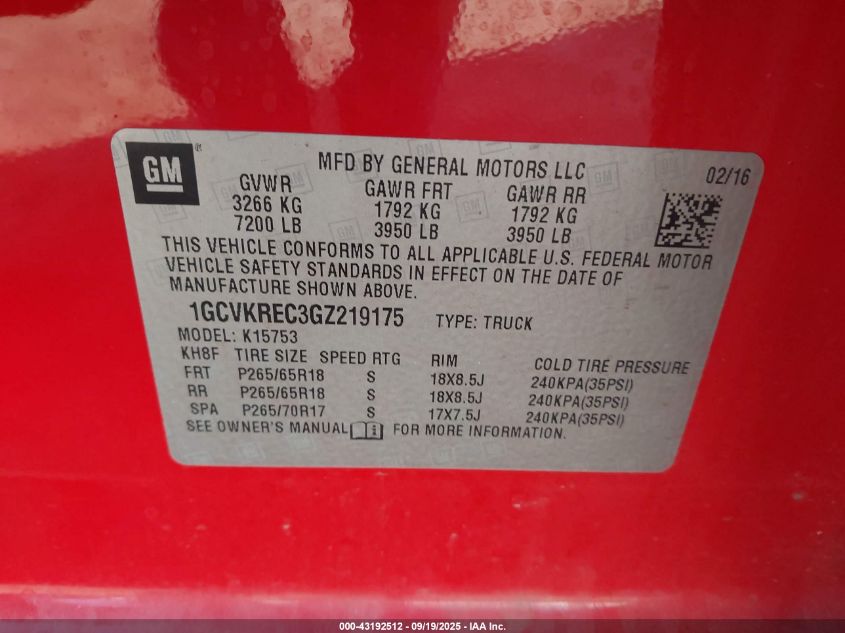 GM
MFD BY GENERAL MOTORS LLC
02/16
GVWR GAWR FRT GAWR RR
3266 KG 1792 KG 1792 KG
7200 LB 3950 LB 3950 LB
THIS VEHICLE CONFORMS TO ALL APPLICABLE U.S. FEDERAL MOTOR
VEHICLE SAFETY STANDARDS IN EFFECT ON THE DATE OF
MANUFACTURE SHOWN ABOVE.
1GCVKREC3GZ219175 TYPE: TRUCK
MODEL: K15753
KH8F TIRE SIZE SPEED RTG RIM COLD TIRE PRESSURE
FRT P265/65R18 S 18X8.5J 240KPA(35PSI)
RR P265/65R18 S 18X8.5J 240KPA(35PSI)
SPA P265/70R17 S 17X7.5J 240KPA(35PSI)
SEE OWNER'S MANUAL FOR MORE INFORMATION.
000-43192512 - 09/19/2025 - IAA Inc.